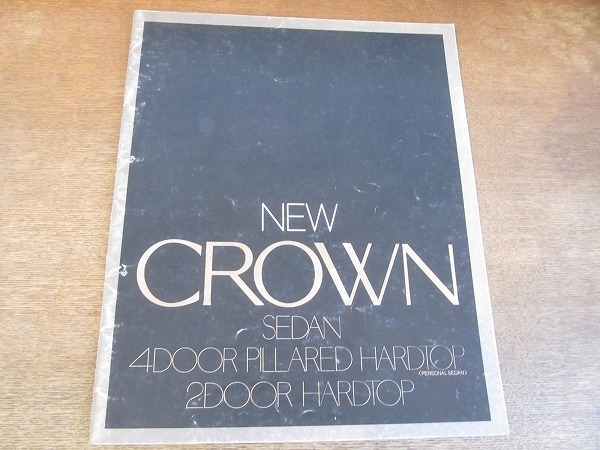 NEW
CROWN
SEDAN
4DOOR PILLARED HARDTOP
<PERSONAL SEDAN>
2DOOR HARDTOP